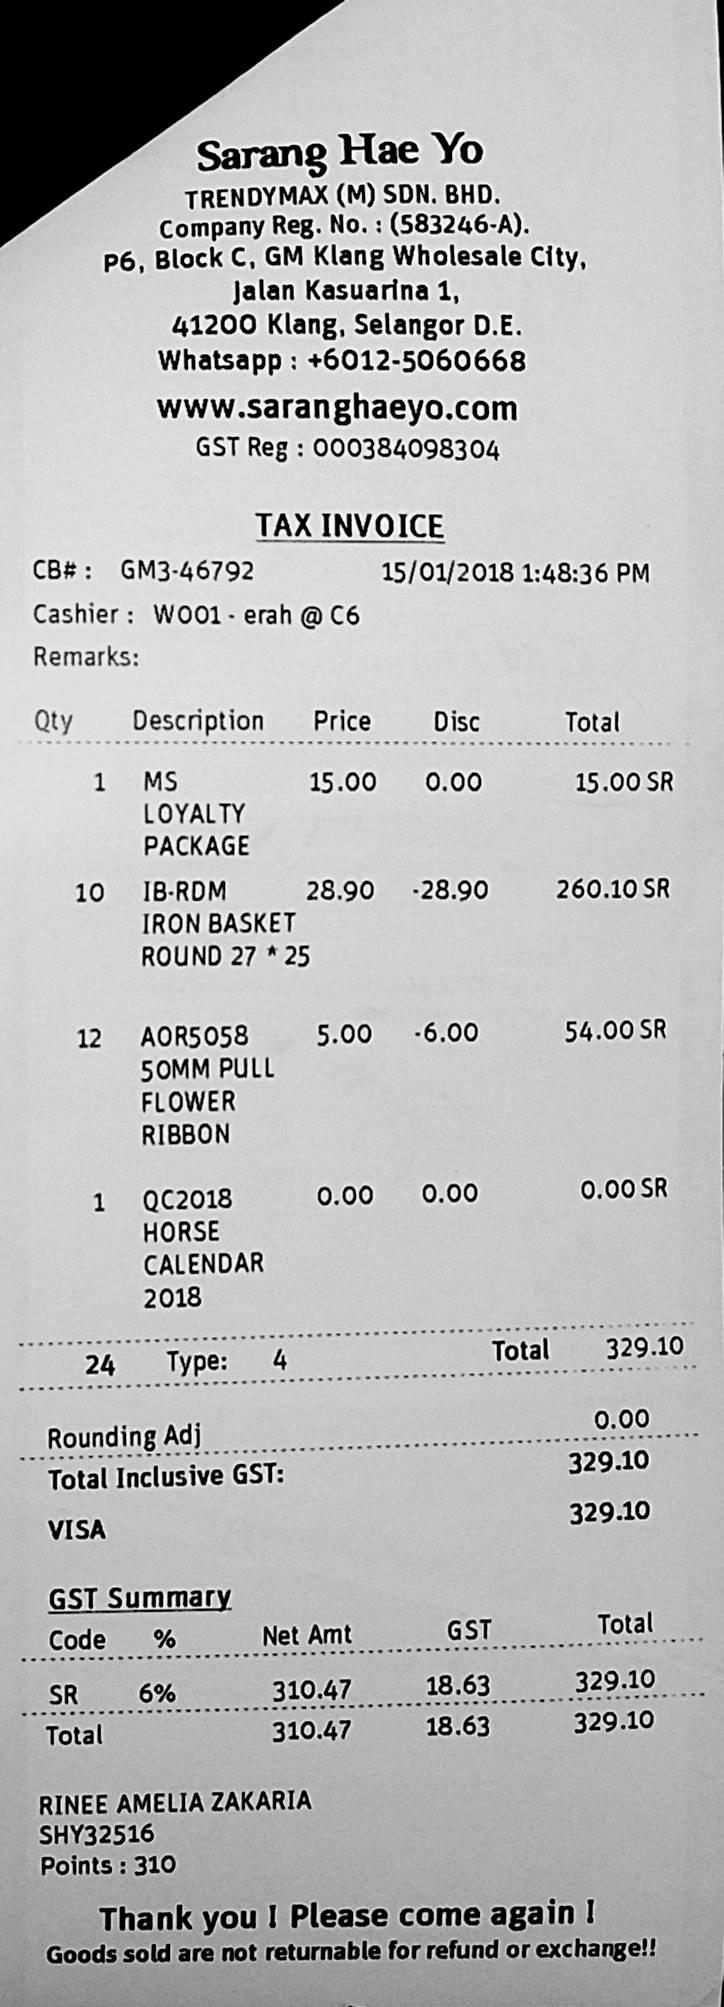 Sarang Hae Yo
TRENDYMAX (M) SDN. BHD.
Company Reg. No. : (583246-A).
P6, Block C, GM Klang Wholesale City,
Jalan Kasuarina 1,
41200 Klang, Selangor D.E.
Whatsapp : +6012-5060668
www.saranghaeyo.com
GST Reg : 000384098304
TAX INVOICE
CB# : GM3-46792 15/01/2018 1:48:36 PM
Cashier : W001 - erah @ C6
Remarks:
Qty Description Price Disc Total
1 MS 15.00 0.00 15.00 SR
LOYALTY
PACKAGE
10 IB-RDM 28.90 -28.90 260.10 SR
IRON BASKET
ROUND 27 * 25
12 AOR5058 5.00 -6.00 54.00 SR
50MM PULL
FLOWER
RIBBON
1 QC2018 0.00 0.00 0.00 SR
HORSE
CALENDAR
2018
24 Type: 4 Total 329.10
Rounding Adj 0.00
Total Inclusive GST: 329.10
VISA 329.10
GST Summary
Code % Net Amt GST Total
SR 6% 310.47 18.63 329.10
Total 310.47 18.63 329.10
RINEE AMELIA ZAKARIA
SHY32516
Points : 310
Thank you ! Please come again !
Goods sold are not returnable for refund or exchange!!